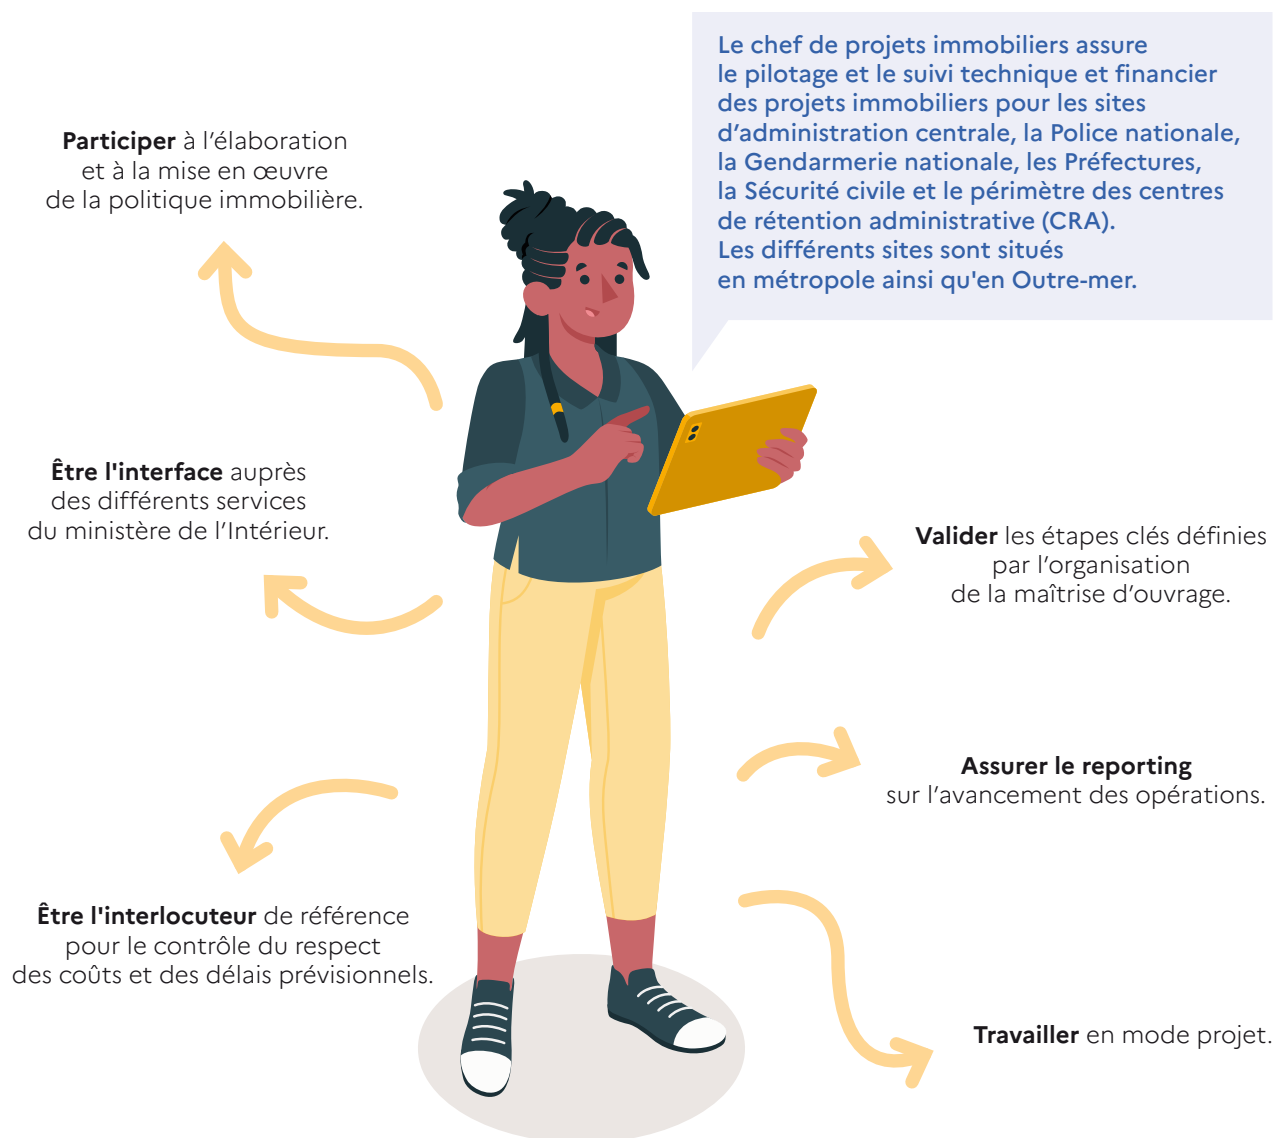 Le chef de projets immobiliers assure
le pilotage et le suivi technique et financier
des projets immobiliers pour les sites
d’administration centrale, la Police nationale,
la Gendarmerie nationale, les Préfectures,
la Sécurité civile et le périmètre des centres
de rétention administrative (CRA).
Les différents sites sont situés
en métropole ainsi qu'en Outre-mer.
Participer à l’élaboration
et à la mise en œuvre
de la politique immobilière.
Être l'interface auprès
des différents services
du ministère de l’Intérieur.
Être l'interlocuteur de référence
pour le contrôle du respect
des coûts et des délais prévisionnels.
Valider les étapes clés définies
par l’organisation
de la maîtrise d’ouvrage.
Assurer le reporting
sur l’avancement des opérations.
Travailler en mode projet.